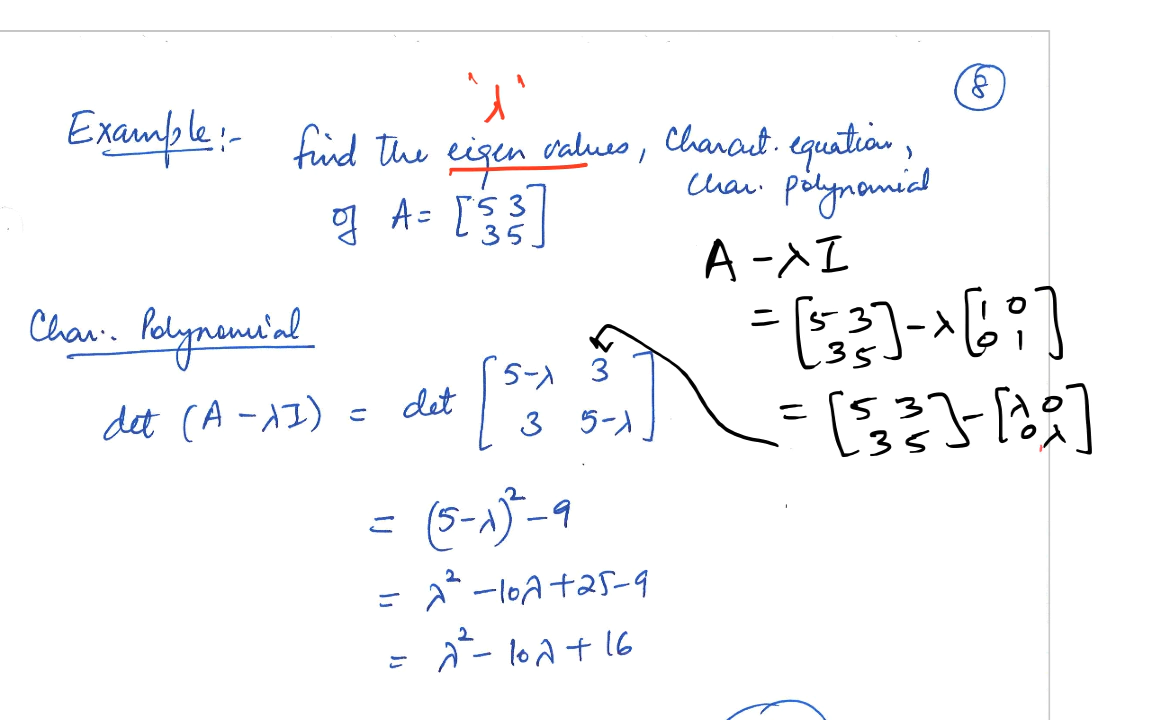 8
'λ'
Example:- find the eigen values, Charact. equation,
Char. polynomial
of A = [5 3
3 5]
A - λI
= [5 3
3 5] - λ [1 0
0 1]
= [5 3
3 5] - [λ 0
0 λ]
Char. Polynomial
det (A - λI) = det [5-λ 3
3 5-λ]
= (5-λ)² - 9
= λ² - 10λ + 25 - 9
= λ² - 10λ + 16